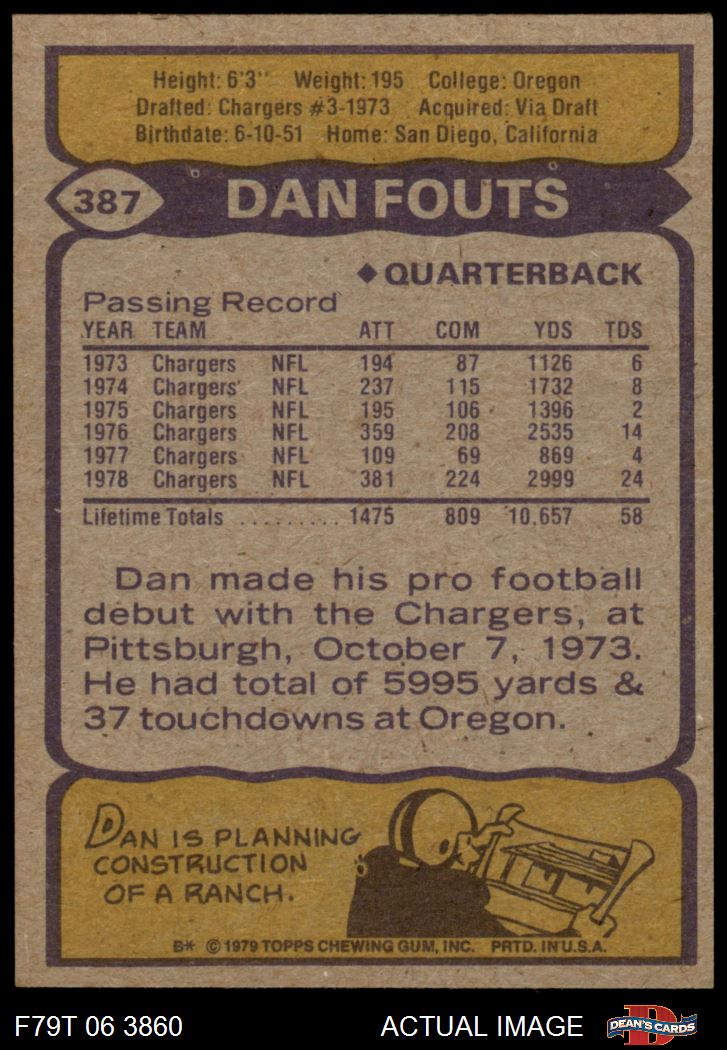 Height: 6'3" Weight: 195 College: Oregon
Drafted: Chargers #3-1973 Acquired: Via Draft
Birthdate: 6-10-51 Home: San Diego, California
387 DAN FOUTS
◆ QUARTERBACK
Passing Record
YEAR TEAM ATT COM YDS TDS
1973 Chargers NFL 194 87 1126 6
1974 Chargers NFL 237 115 1732 8
1975 Chargers NFL 195 106 1396 2
1976 Chargers NFL 359 208 2535 14
1977 Chargers NFL 109 69 869 4
1978 Chargers NFL 381 224 2999 24
Lifetime Totals .......... 1475 809 10,657 58
Dan made his pro football
debut with the Chargers, at
Pittsburgh, October 7, 1973.
He had total of 5995 yards &
37 touchdowns at Oregon.
DAN IS PLANNING
CONSTRUCTION
OF A RANCH.
B* © 1979 TOPPS CHEWING GUM, INC. PRTD. IN U.S.A.
F79T 06 3860 ACTUAL IMAGE D DEAN'S CARDS